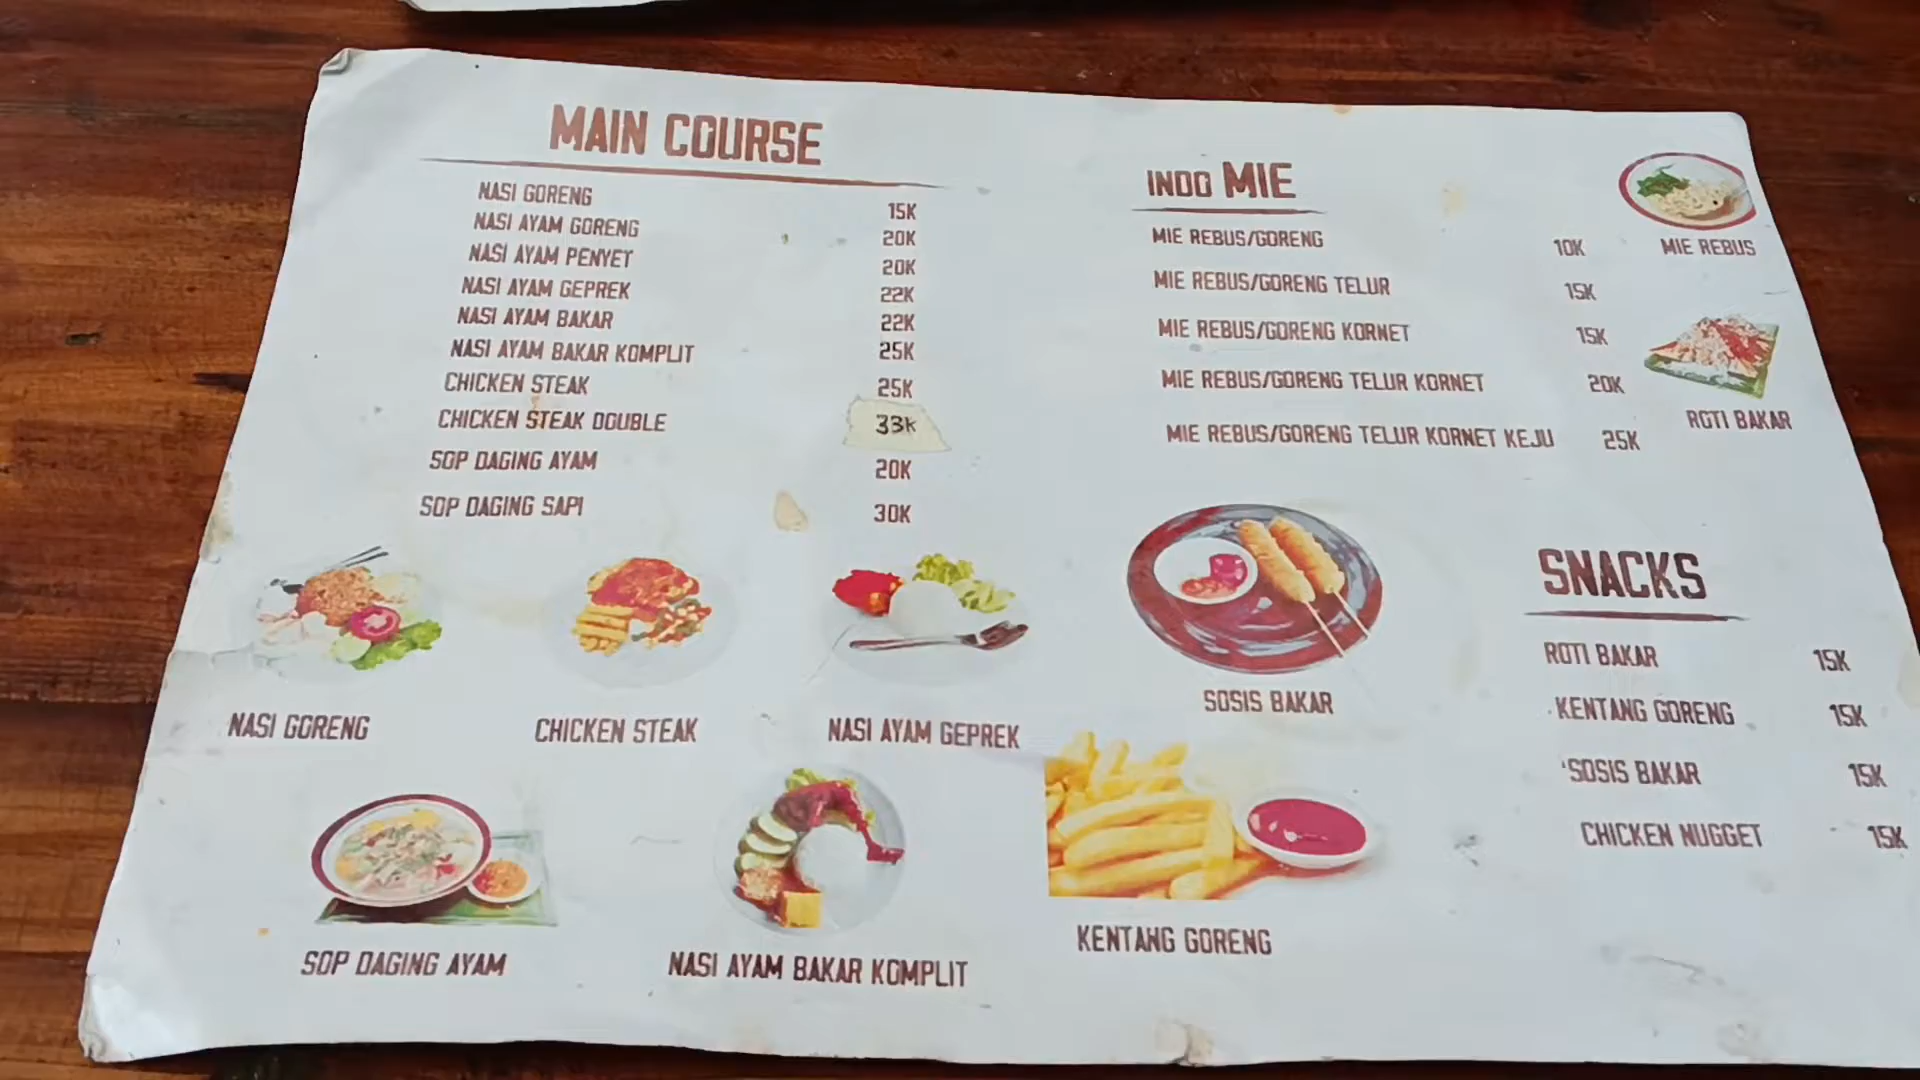 MAIN COURSE
NASI GORENG 15K
NASI AYAM GORENG 20K
NASI AYAM PENYET 20K
NASI AYAM GEPREK 22K
NASI AYAM BAKAR 22K
NASI AYAM BAKAR KOMPLIT 25K
CHICKEN STEAK 25K
CHICKEN STEAK DOUBLE 33K
SOP DAGING AYAM 20K
SOP DAGING SAPI 30K
NASI GORENG
CHICKEN STEAK
NASI AYAM GEPREK
SOP DAGING AYAM
NASI AYAM BAKAR KOMPLIT
INDO MIE
MIE REBUS/GORENG 10K
MIE REBUS/GORENG TELUR 15K
MIE REBUS/GORENG KORNET 15K
MIE REBUS/GORENG TELUR KORNET 20K
MIE REBUS/GORENG TELUR KORNET KEJU 25K
MIE REBUS
ROTI BAKAR
SOSIS BAKAR
KENTANG GORENG
SNACKS
ROTI BAKAR 15K
KENTANG GORENG 15K
SOSIS BAKAR 15K
CHICKEN NUGGET 15K